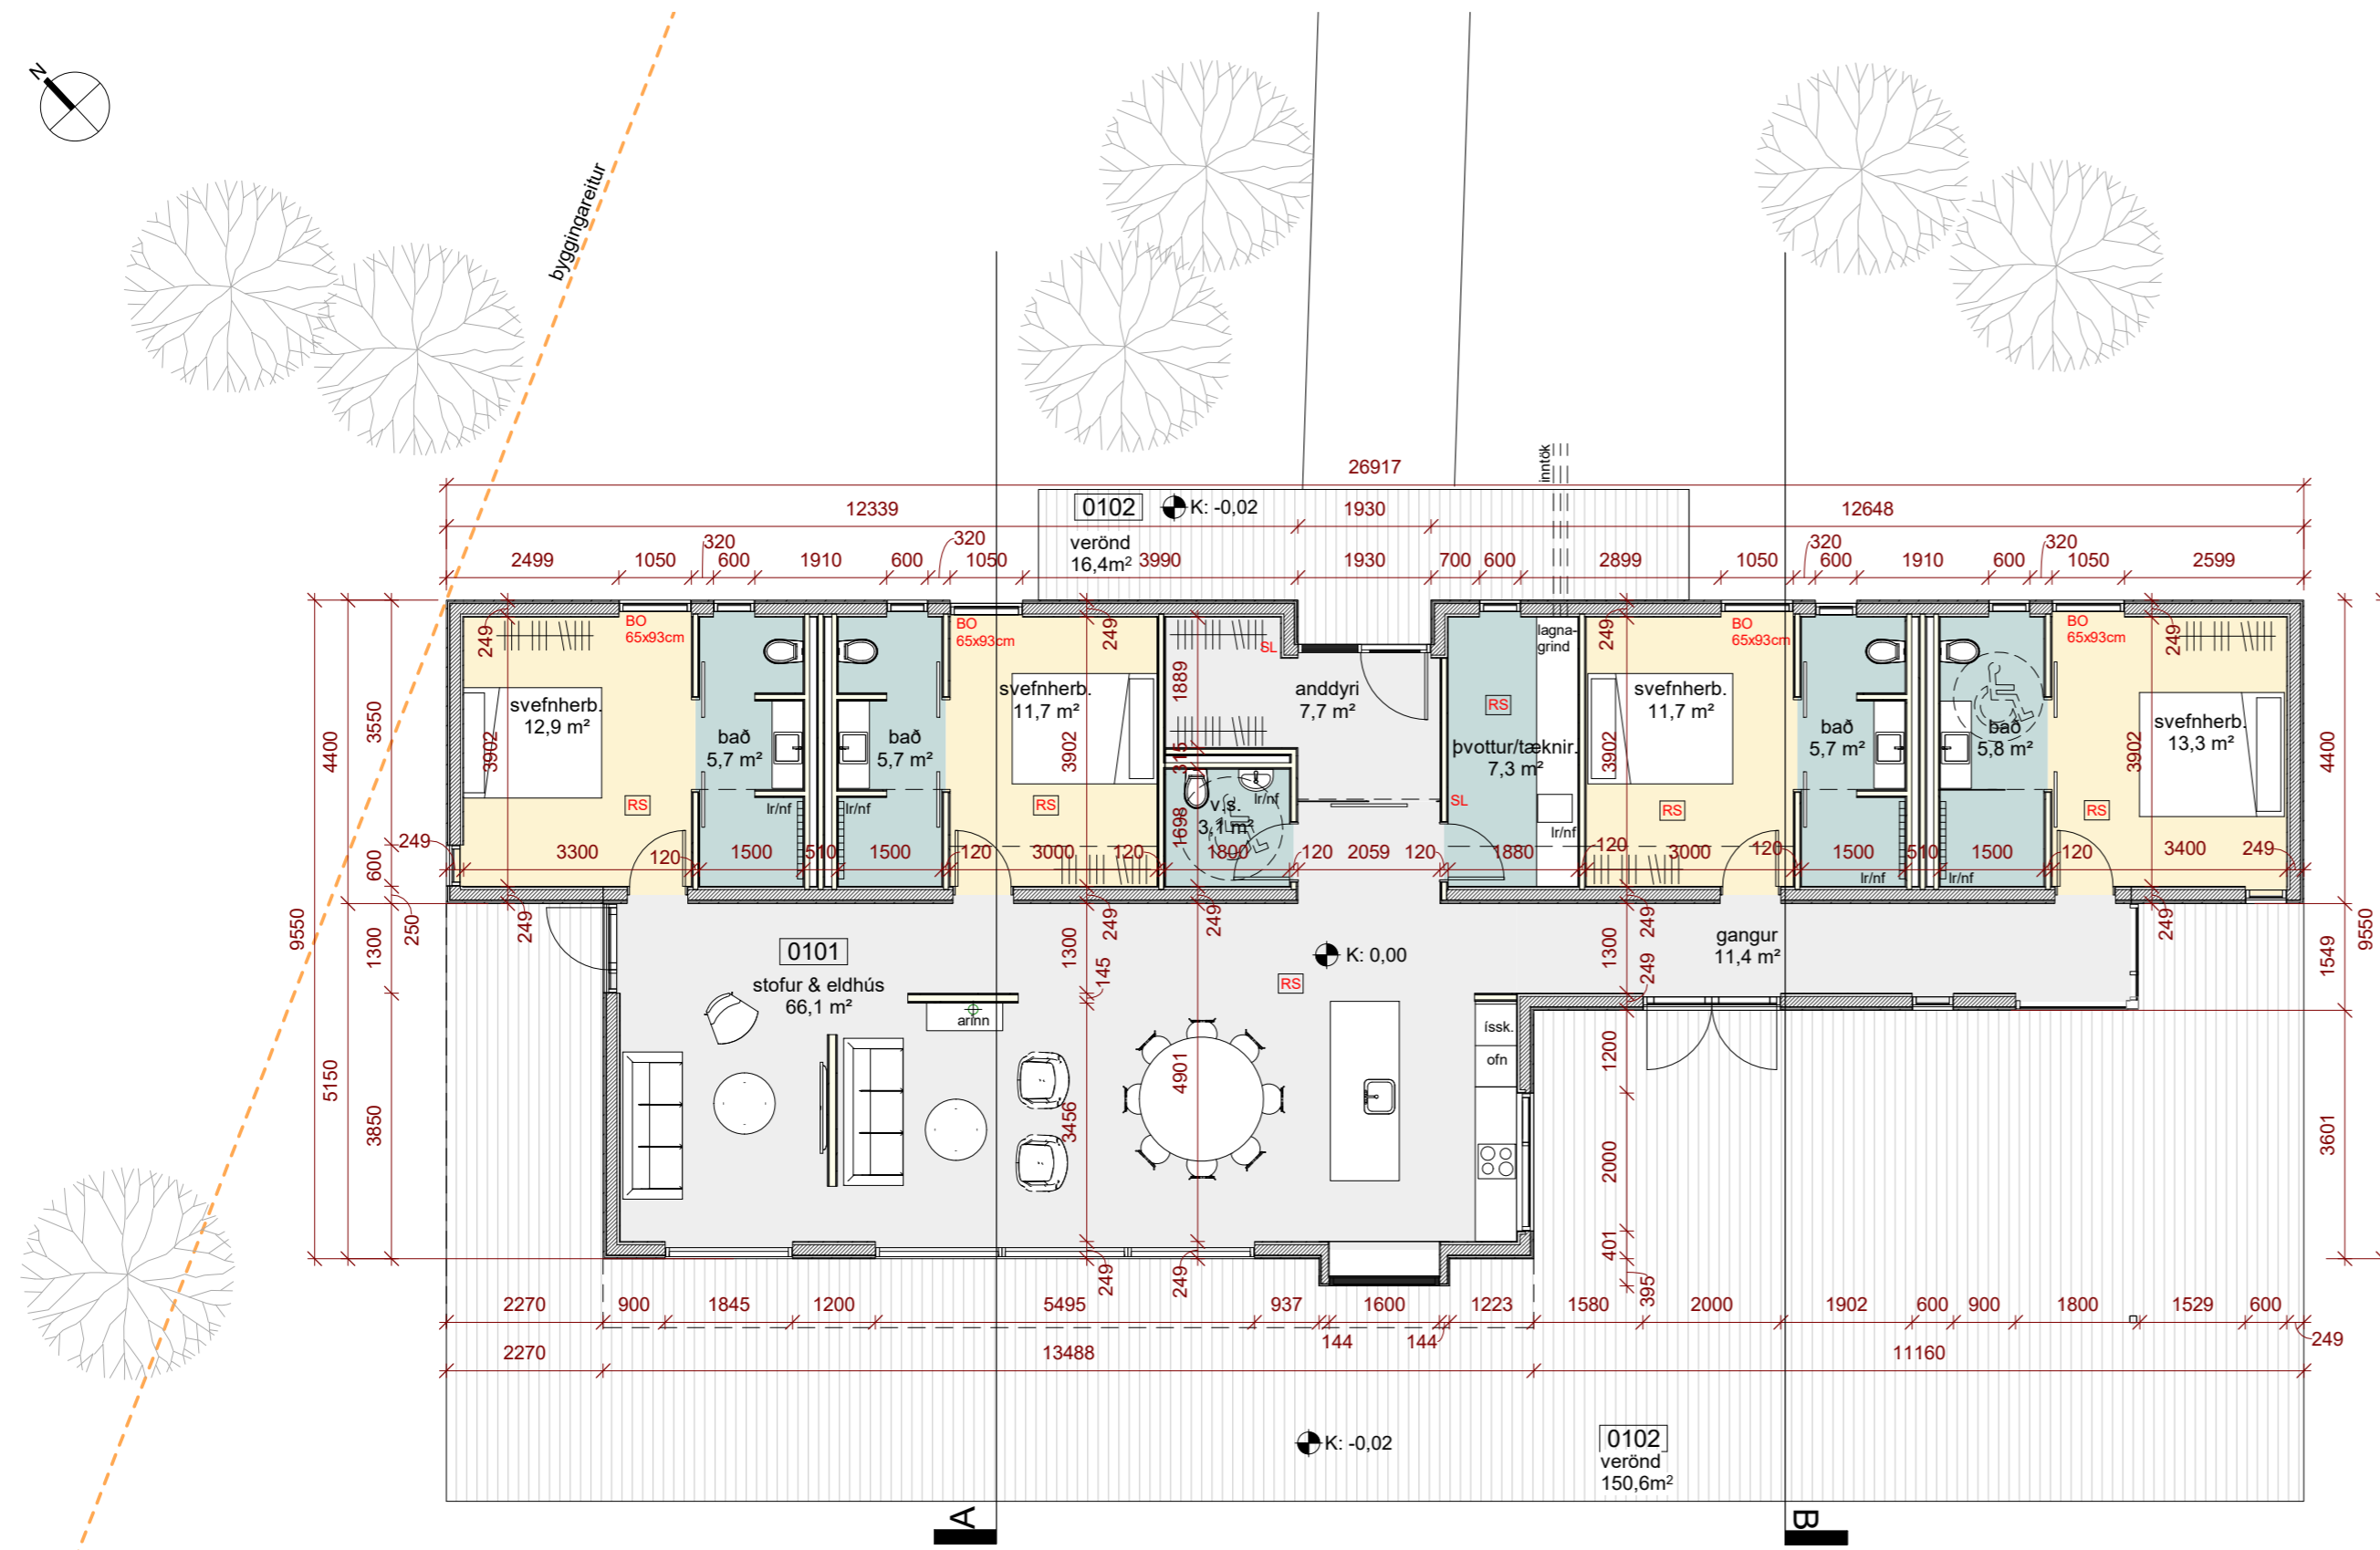 N
byggingareitur
inntök
26917
0102
K: -0,02
12339
1930
12648
verönd
16,4m²
2499
1050
320
600
1910
600
320
1050
3990
1930
700
600
2899
1050
320
600
1910
600
320
1050
2599
BO
65x93cm
BO
65x93cm
BO
65x93cm
BO
65x93cm
249
249
249
249
SL
lagna-
grind
svefnherb.
12,9 m²
svefnherb.
11,7 m²
anddyri
7,7 m²
svefnherb.
11,7 m²
svefnherb.
13,3 m²
bað
5,7 m²
bað
5,7 m²
þvottur/tæknir.
7,3 m²
bað
5,7 m²
bað
5,8 m²
3902
3902
1889
315
1698
3902
3902
RS
RS
RS
RS
RS
SL
lr/nf
lr/nf
lr/nf
lr/nf
lr/nf
lr/nf
v.s.
3,1 m²
249
3300
120
1500
510
1500
120
3000
120
1800
120
2059
120
1880
120
3000
120
1500
510
1500
120
3400
249
9550
4400
5150
3550
600
250
1300
3850
4400
1549
3601
9550
249
249
249
249
249
0101
stofur & eldhús
66,1 m²
K: 0,00
RS
gangur
11,4 m²
1300
145
3456
4901
1300
249
1200
2000
401
395
arinn
íssk.
ofn
249
249
2270
900
1845
1200
5495
937
144
1600
144
1223
1580
2000
1902
600
900
1800
1529
600
249
2270
13488
11160
K: -0,02
0102
verönd
150,6m²
A
B